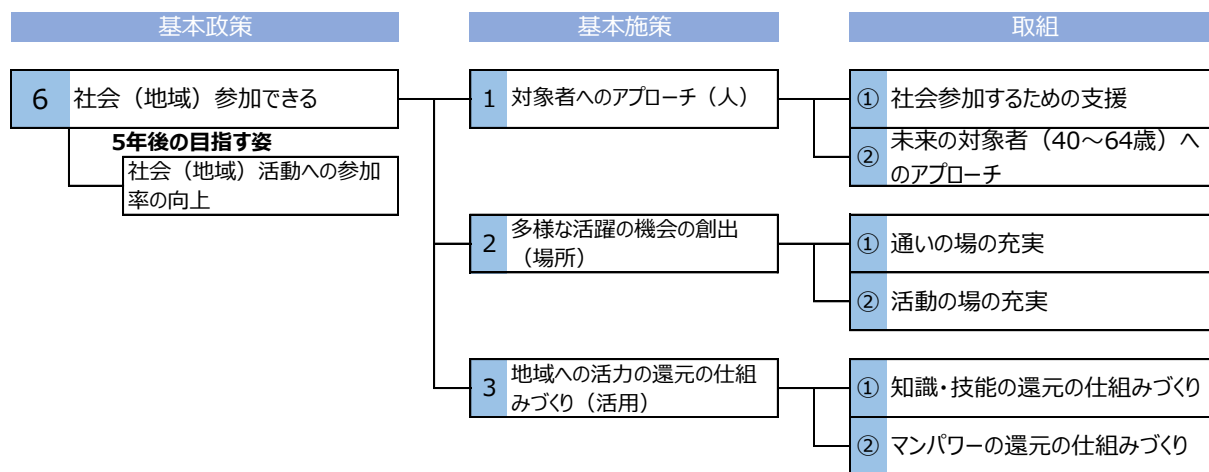 基本政策
基本施策
取組
6 社会（地域）参加できる
5年後の目指す姿
社会（地域）活動への参加
率の向上
1 対象者へのアプローチ（人）
① 社会参加するための支援
② 未来の対象者（40～64歳）へ
のアプローチ
2 多様な活躍の機会の創出
（場所）
① 通いの場の充実
② 活動の場の充実
3 地域への活力の還元の仕組
みづくり（活用）
① 知識・技能の還元の仕組みづくり
② マンパワーの還元の仕組みづくり